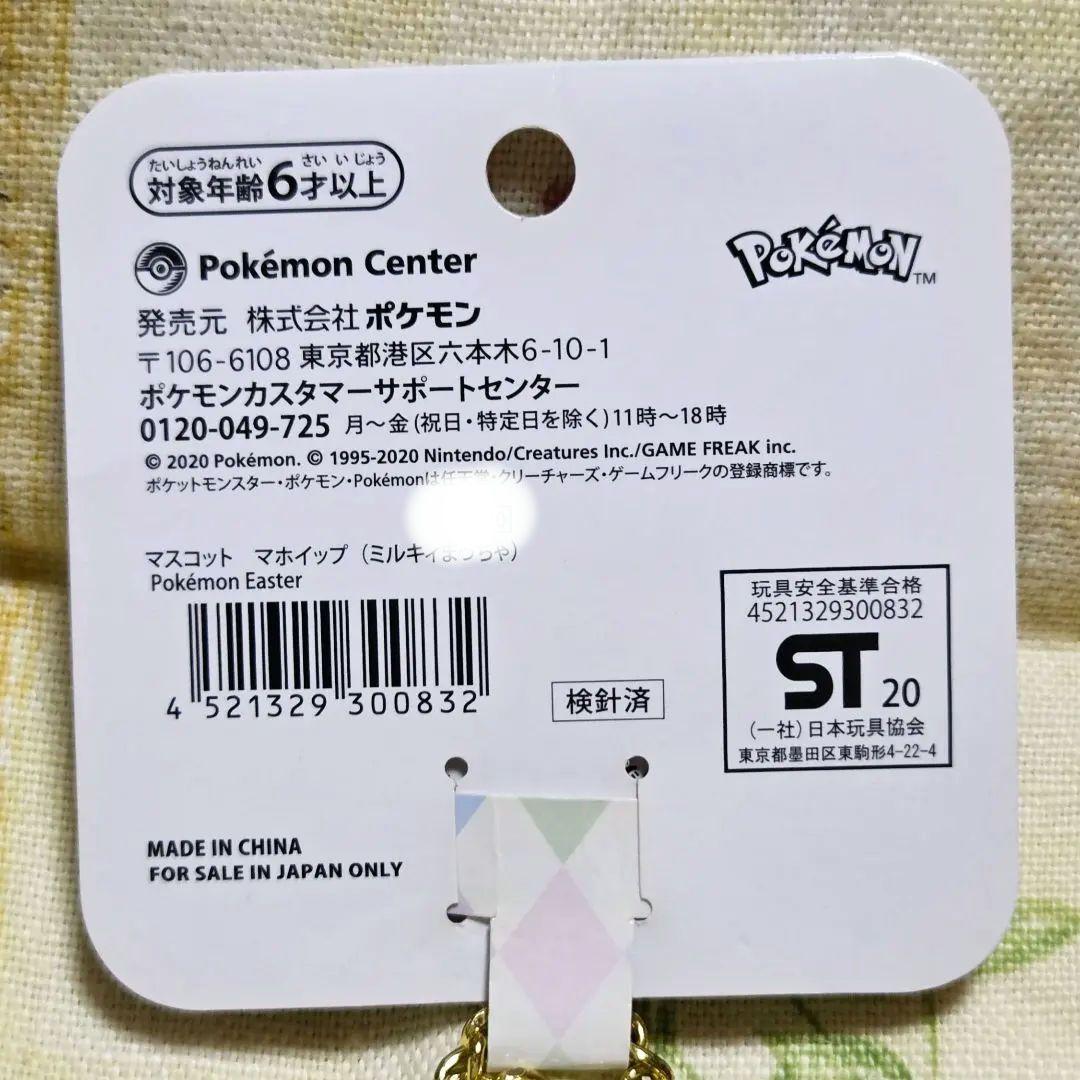 たいしょうねんれい さいいじょう
対象年齢6才以上
Pokémon Center
POKéMON™
発売元 株式会社ポケモン
〒106-6108 東京都港区六本木6-10-1
ポケモンカスタマーサポートセンター
0120-049-725 月～金(祝日・特定日を除く)11時～18時
© 2020 Pokémon. © 1995-2020 Nintendo/Creatures Inc./GAME FREAK inc.
ポケットモンスター・ポケモン・Pokémonは任天堂・クリーチャーズ・ゲームフリークの登録商標です。
マスコット マホイップ（ミルキィまっちゃ）
Pokémon Easter
4 521329 300832
検針済
玩具安全基準合格
4521329300832
ST 20
(一社)日本玩具協会
東京都墨田区東駒形4-22-4
MADE IN CHINA
FOR SALE IN JAPAN ONLY